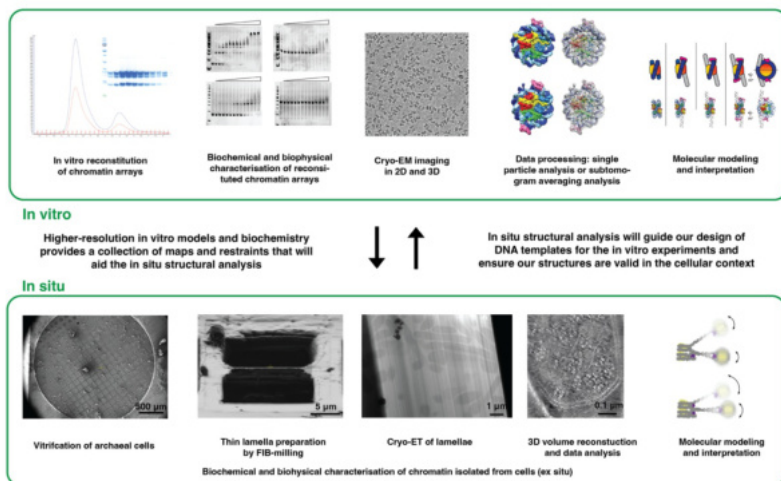 In vitro reconstitution
of chromatin arrays
Biochemical and biophysical
characterisation of reconsi-
tuted chromatin arrays
Cryo-EM imaging
in 2D and 3D
Data processing: single
particle analysis or subtomo-
gram averaging analysis
Molecular modeling
and interpretation
In vitro
Higher-resolution in vitro models and biochemistry
provides a collection of maps and restraints that will
aid the in situ structural analysis
In situ structural analysis will guide our design of
DNA templates for the in vitro experiments and
ensure our structures are valid in the cellular context
In situ
500 µm
5 µm
1 µm
0.1 µm
Vitrifcation of archaeal cells
Thin lamella preparation
by FIB-milling
Cryo-ET of lamellae
3D volume reconstuction
and data analysis
Molecular modeling
and interpretation
Biochemical and biohysical characterisation of chromatin isolated from cells (ex situ)